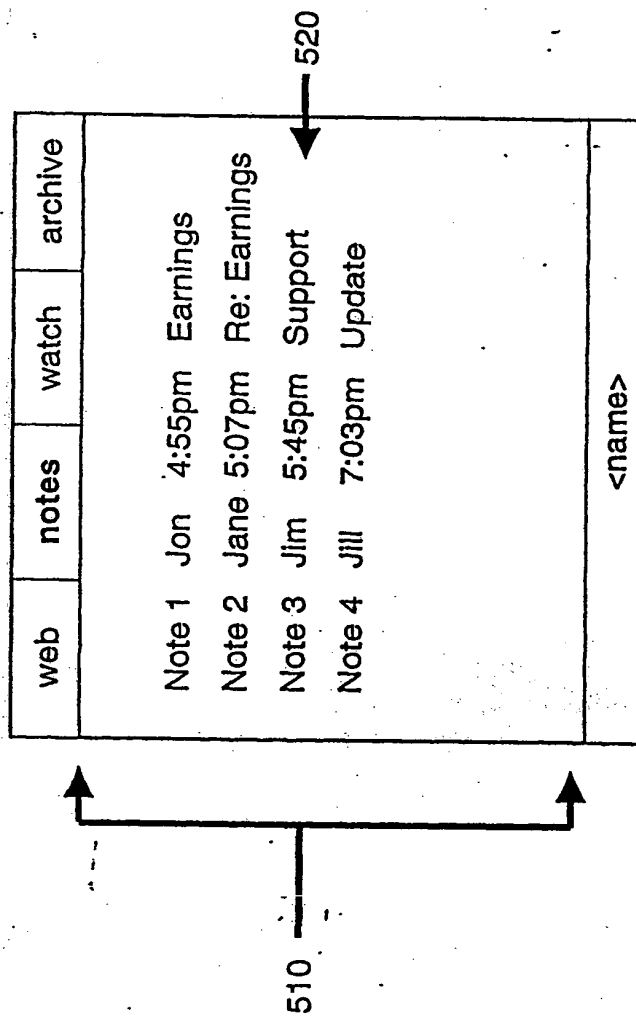 web notes watch archive
Note 1 Jon 4:55pm Earnings
Note 2 Jane 5:07pm Re: Earnings
Note 3 Jim 5:45pm Support
Note 4 Jill 7:03pm Update
<name>
510
520